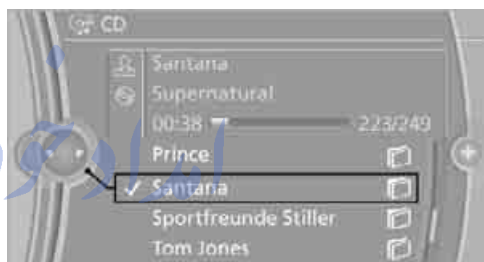 CD
Santana
Supernatural
00:38 223/249
Prince
✓ Santana
Sportfreunde Stiller
Tom Jones